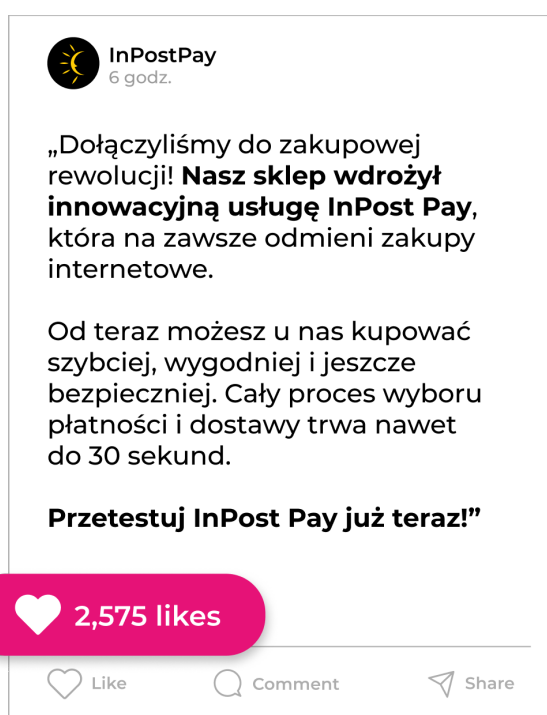 InPostPay
6 godz.
„Dołączyliśmy do zakupowej
rewolucji! Nasz sklep wdrożył
innowacyjną usługę InPost Pay,
która na zawsze odmieni zakupy
internetowe.
Od teraz możesz u nas kupować
szybciej, wygodniej i jeszcze
bezpieczniej. Cały proces wyboru
płatności i dostawy trwa nawet
do 30 sekund.
Przetestuj InPost Pay już teraz!”
2,575 likes
Like Comment Share